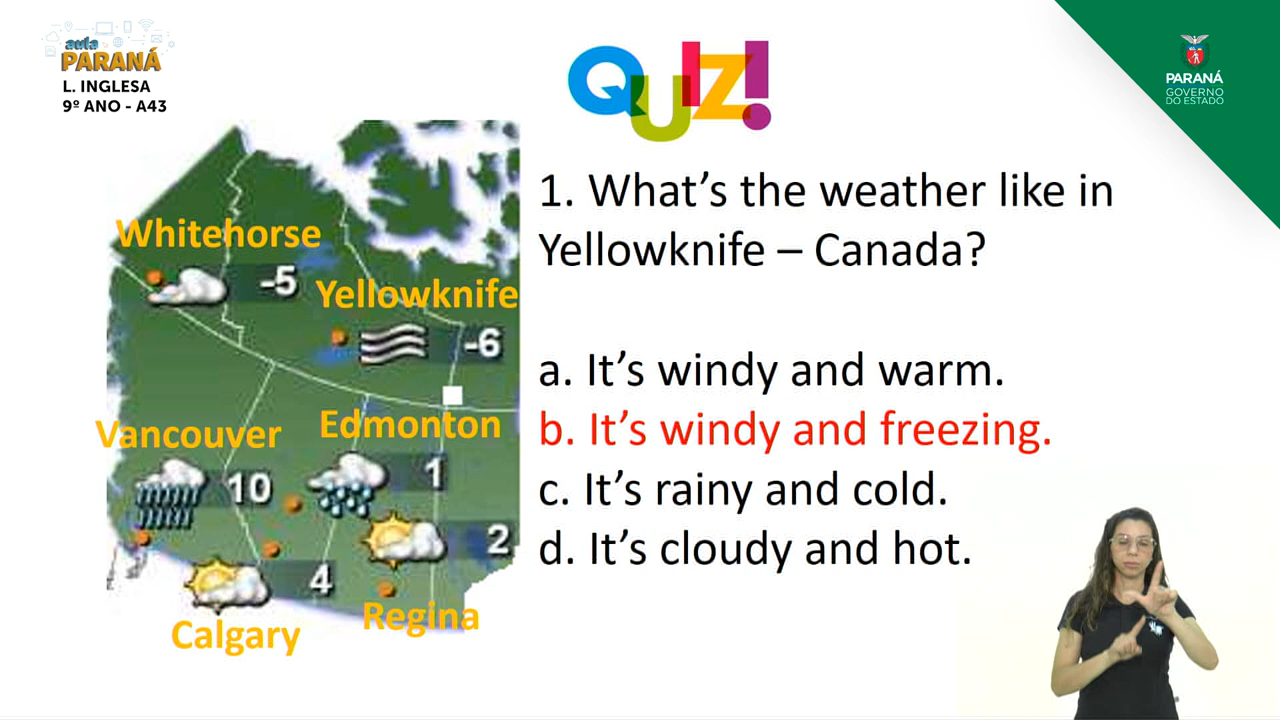 aula
PARANÁ
L. INGLESA
9º ANO - A43
QUIZ!
PARANÁ
GOVERNO
DO ESTADO
Whitehorse
-5
Yellowknife
-6
Vancouver
10
Edmonton
1
2
4
Calgary
Regina
1. What’s the weather like in
Yellowknife – Canada?
a. It’s windy and warm.
b. It’s windy and freezing.
c. It’s rainy and cold.
d. It’s cloudy and hot.